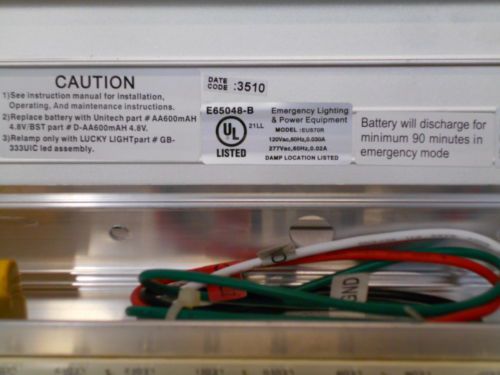 CAUTION
1)See instruction manual for installation,
Operating, And maintenance instructions.
2)Replace battery with Unitech part # AA600mAH
4.8V/BST part # D-AA600mAH 4.8V.
3)Relamp only with LUCKY LIGHTpart # GB-
333UIC led assembly.
DATE
CODE :3510
E65048-B
UL
21LL
LISTED
Emergency Lighting
& Power Equipment
MODEL:EU570R
120Vac,60Hz,0.030A
277Vac,60Hz,0.02A
DAMP LOCATION LISTED
Battery will discharge for
minimum 90 minutes in
emergency mode
GND